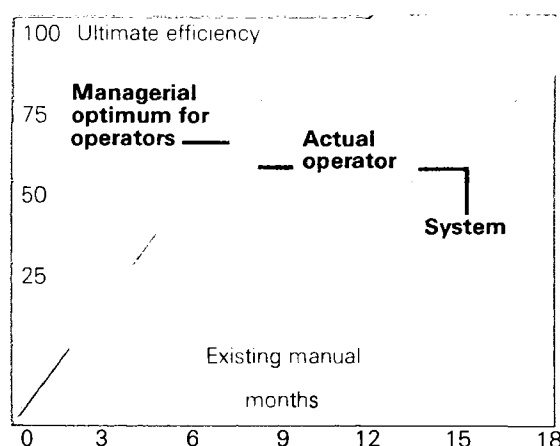 100 Ultimate efficiency
Managerial
optimum for
operators
75
Actual
operator
50
System
25
Existing manual
months
0 3 6 9 12 15 18